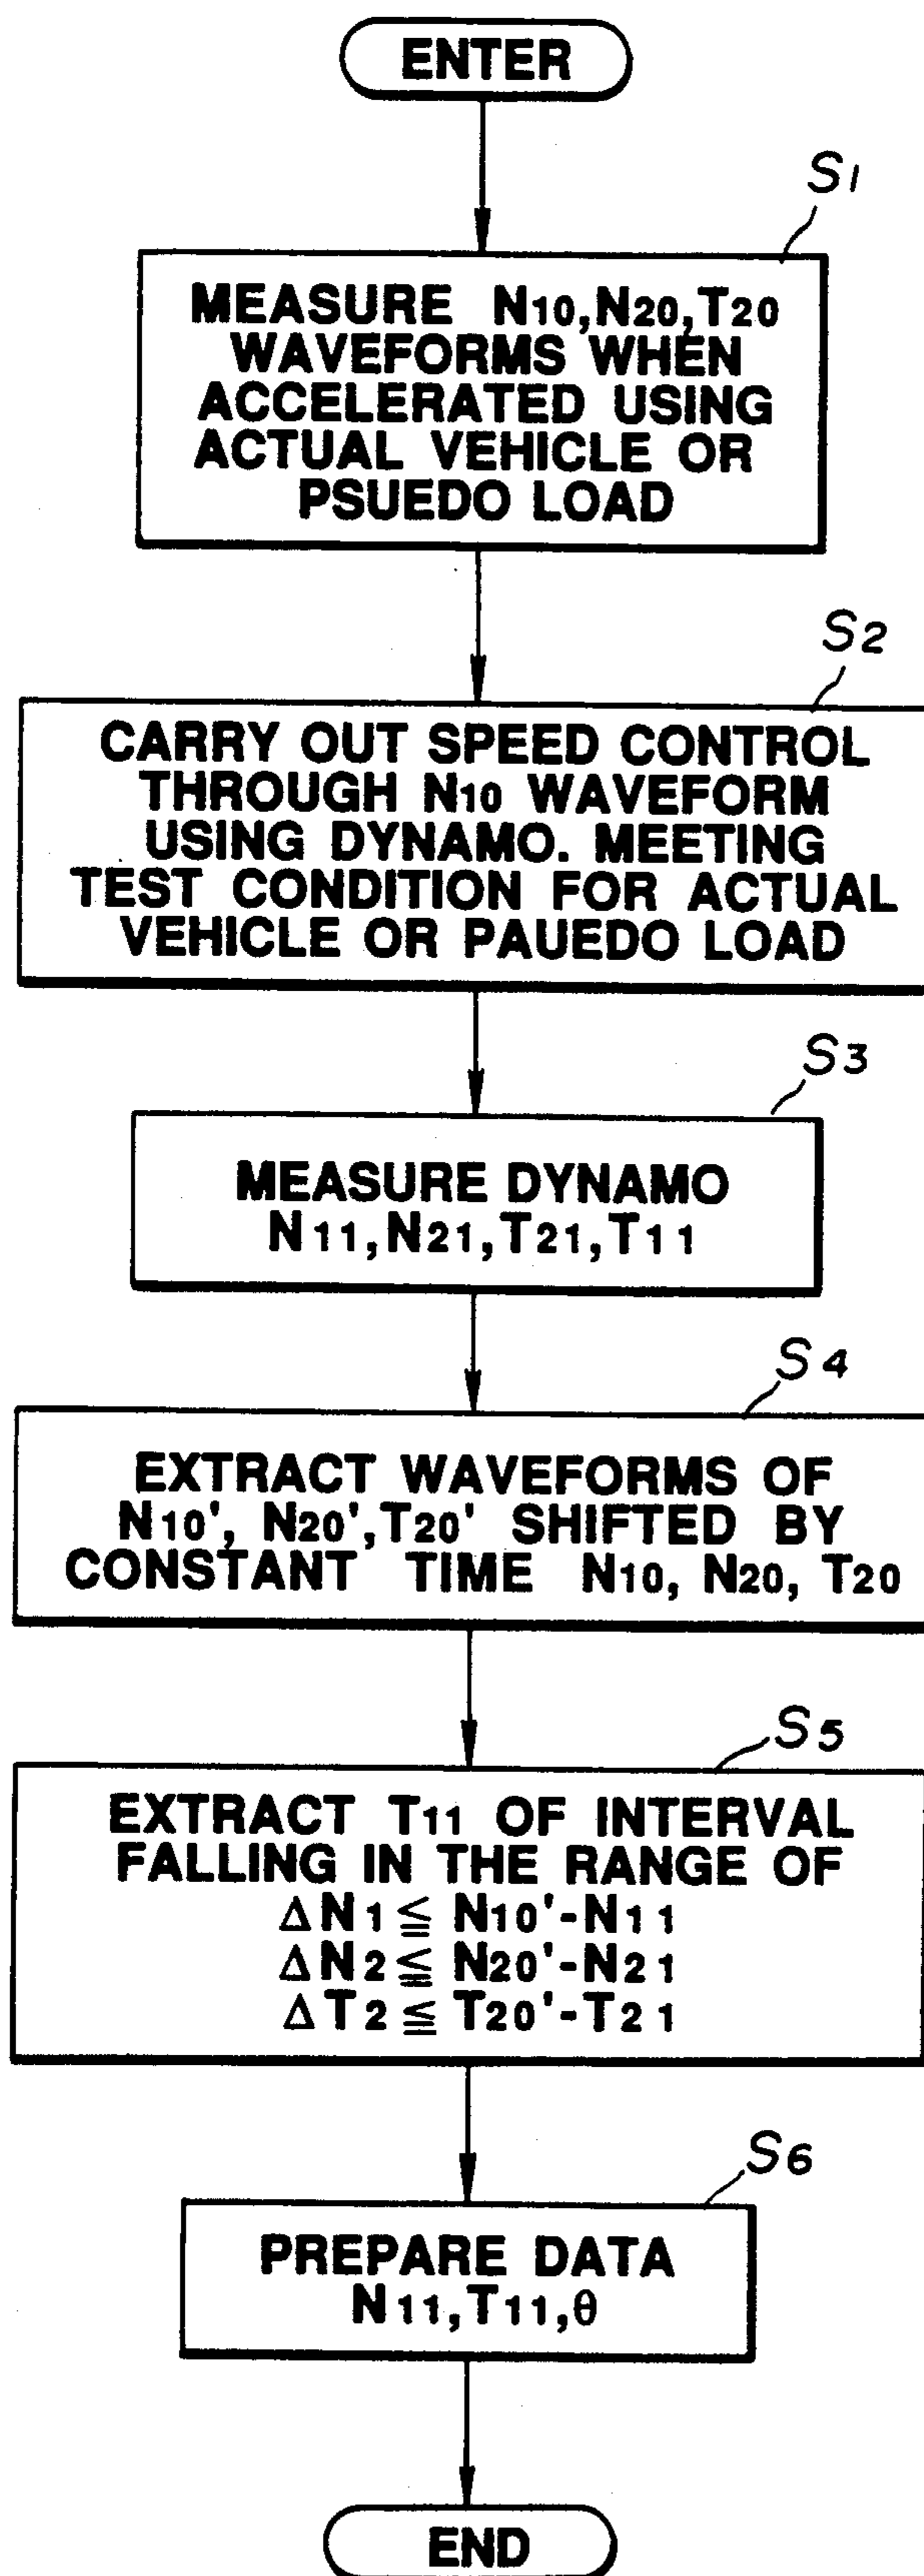 ENTER
S1
MEASURE N10,N20,T20
WAVEFORMS WHEN
ACCELERATED USING
ACTUAL VEHICLE OR
PSUEDO LOAD
S2
CARRY OUT SPEED CONTROL
THROUGH N10 WAVEFORM
USING DYNAMO. MEETING
TEST CONDITION FOR ACTUAL
VEHICLE OR PAUEDO LOAD
S3
MEASURE DYNAMO
N11,N21,T21,T11
S4
EXTRACT WAVEFORMS OF
N10', N20',T20' SHIFTED BY
CONSTANT TIME N10, N20, T20
S5
EXTRACT T11 OF INTERVAL
FALLING IN THE RANGE OF
ΔN1≦ N10'-N11
ΔN2≦ N20'-N21
ΔT2≦ T20'-T21
S6
PREPARE DATA
N11,T11,θ
END